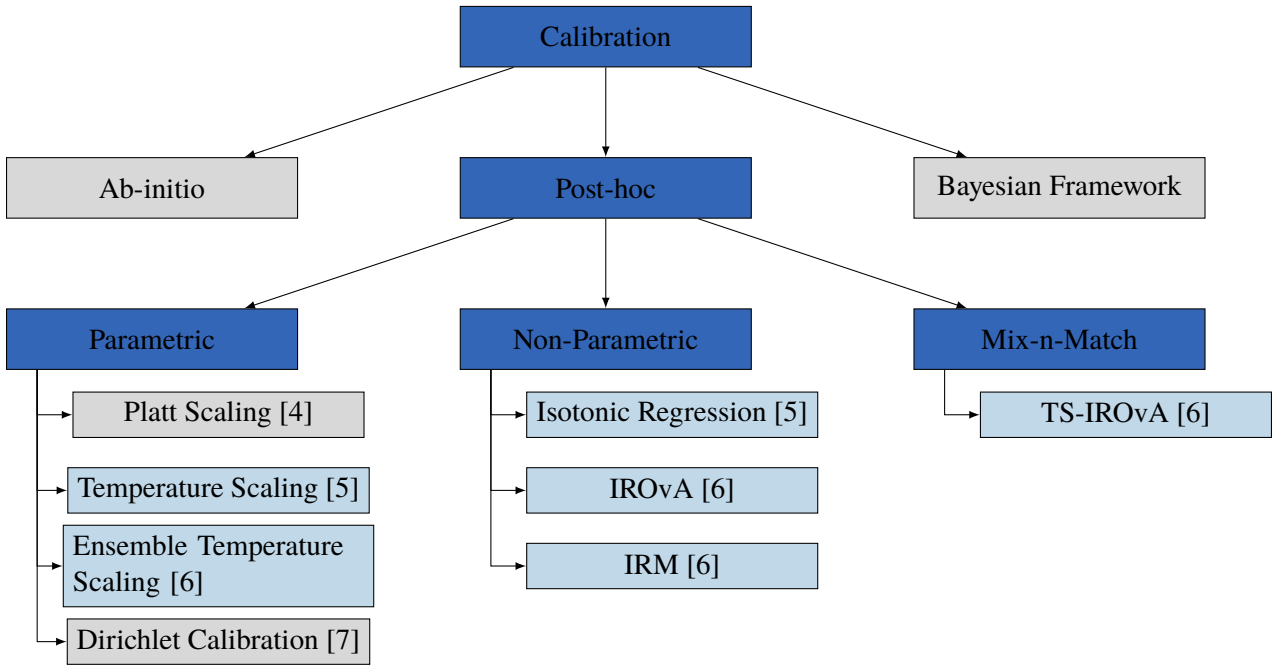 Calibration
Ab-initio
Post-hoc
Bayesian Framework
Parametric
Non-Parametric
Mix-n-Match
Platt Scaling [4]
Temperature Scaling [5]
Ensemble Temperature
Scaling [6]
Dirichlet Calibration [7]
Isotonic Regression [5]
IROvA [6]
IRM [6]
TS-IROvA [6]